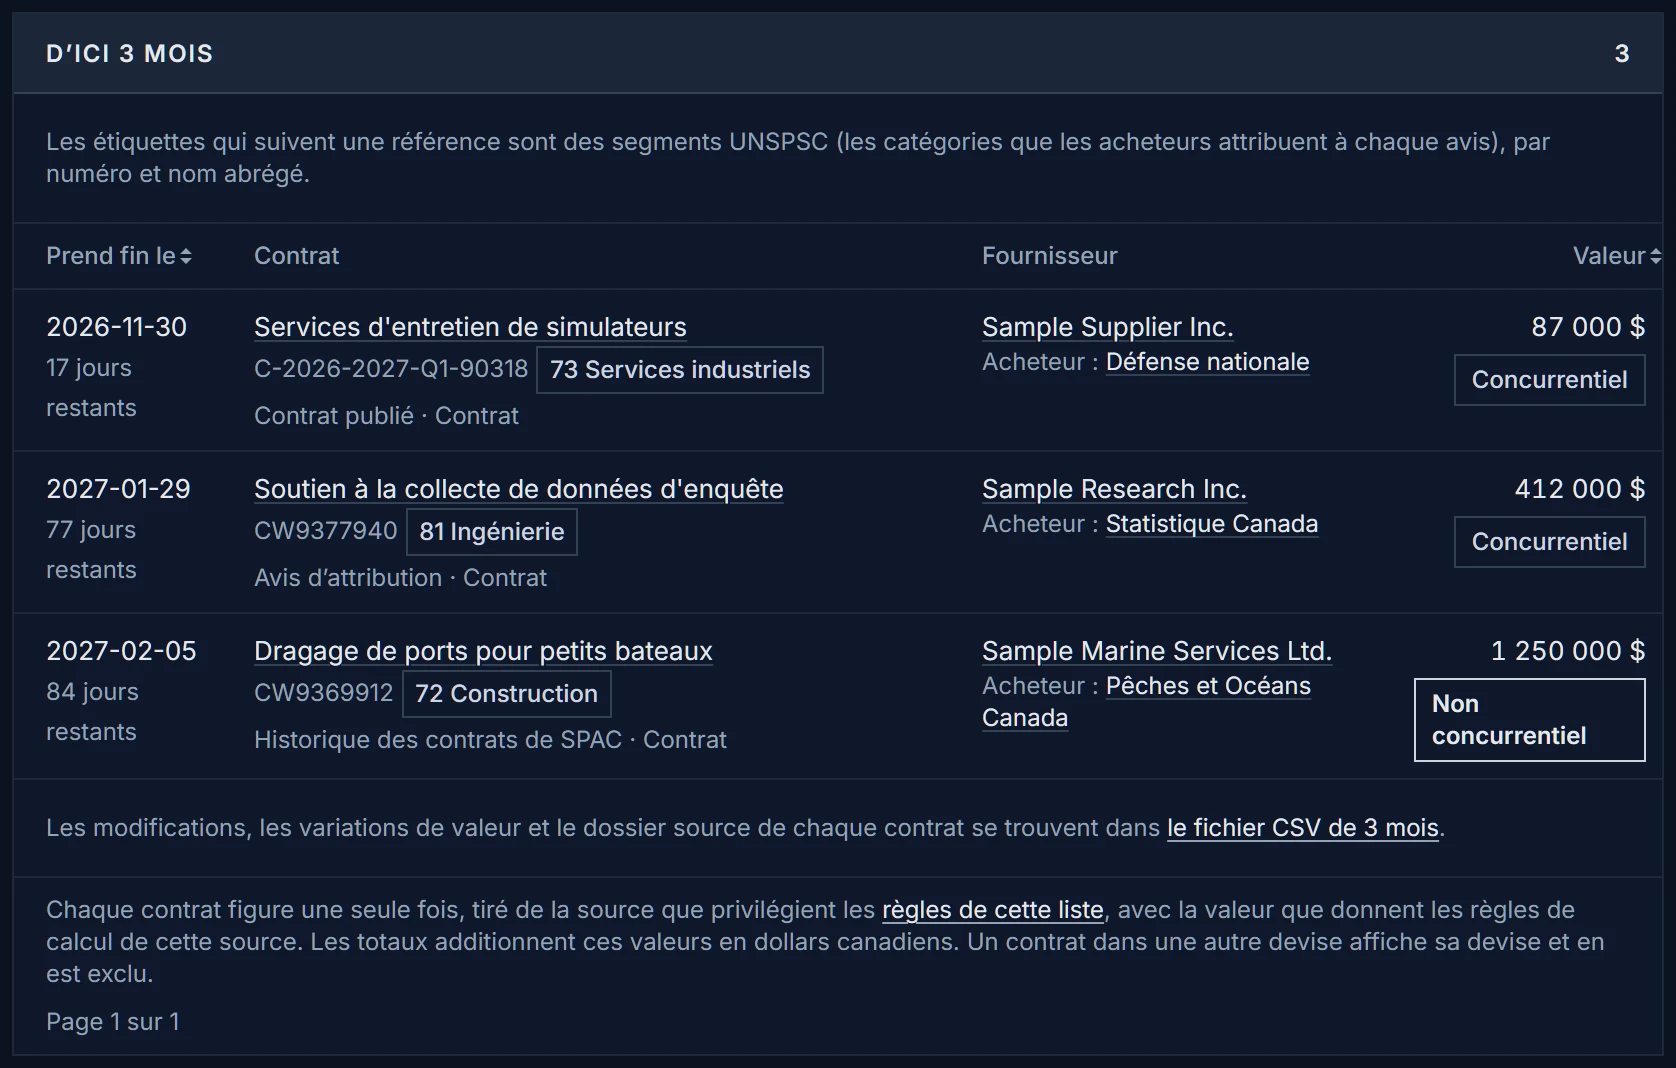 D’ICI 3 MOIS
3
Les étiquettes qui suivent une référence sont des segments UNSPSC (les catégories que les acheteurs attribuent à chaque avis), par
numéro et nom abrégé.
Prend fin le Contrat Fournisseur Valeur
2026-11-30 Services d'entretien de simulateurs Sample Supplier Inc. 87 000 $
17 jours C-2026-2027-Q1-90318 73 Services industriels Acheteur : Défense nationale Concurrentiel
restants Contrat publié · Contrat
2027-01-29 Soutien à la collecte de données d'enquête Sample Research Inc. 412 000 $
77 jours CW9377940 81 Ingénierie Acheteur : Statistique Canada Concurrentiel
restants Avis d’attribution · Contrat
2027-02-05 Dragage de ports pour petits bateaux Sample Marine Services Ltd. 1 250 000 $
84 jours CW9369912 72 Construction Acheteur : Pêches et Océans Non
restants Historique des contrats de SPAC · Contrat Canada concurrentiel
Les modifications, les variations de valeur et le dossier source de chaque contrat se trouvent dans le fichier CSV de 3 mois.
Chaque contrat figure une seule fois, tiré de la source que privilégient les règles de cette liste, avec la valeur que donnent les règles de
calcul de cette source. Les totaux additionnent ces valeurs en dollars canadiens. Un contrat dans une autre devise affiche sa devise et en
est exclu.
Page 1 sur 1